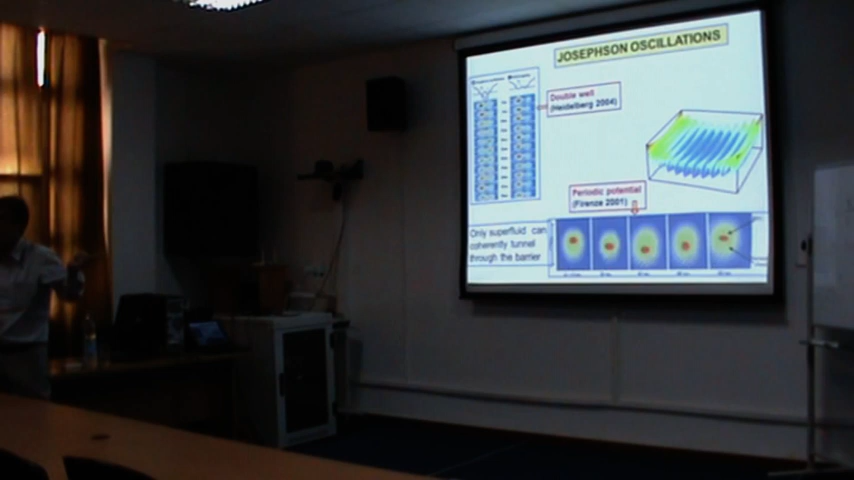 JOSEPHSON OSCILLATIONS
Double well
(Heidelberg 2004)
Periodic potential
(Firenze 2001)
Only superfluid can
coherently tunnel
through the barrier